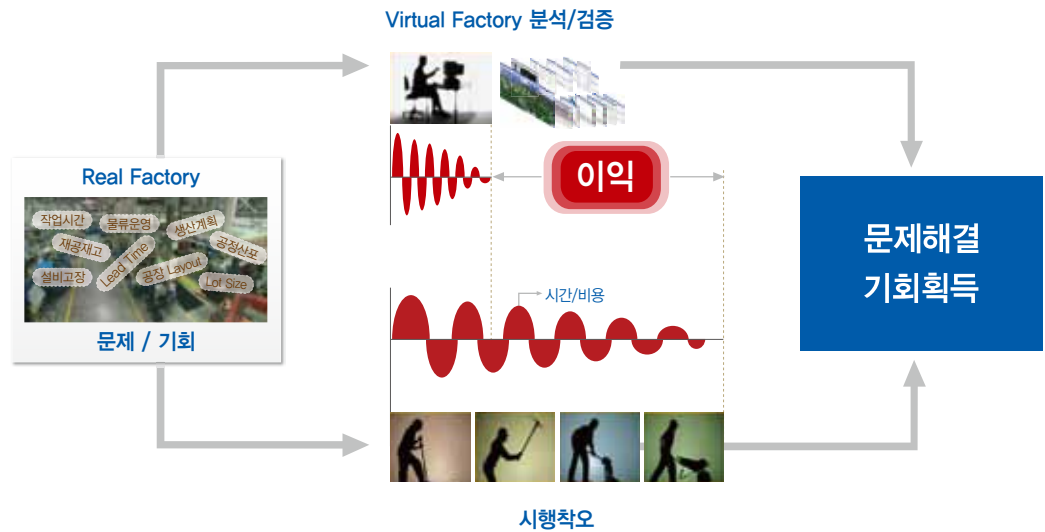 Virtual Factory 분석/검증
Real Factory
작업시간
물류운영
생산계획
재공재고
Lead Time
공정산포
설비고장
공장 Layout
Lot Size
문제 / 기회
이익
시간/비용
문제해결
기회획득
시행착오